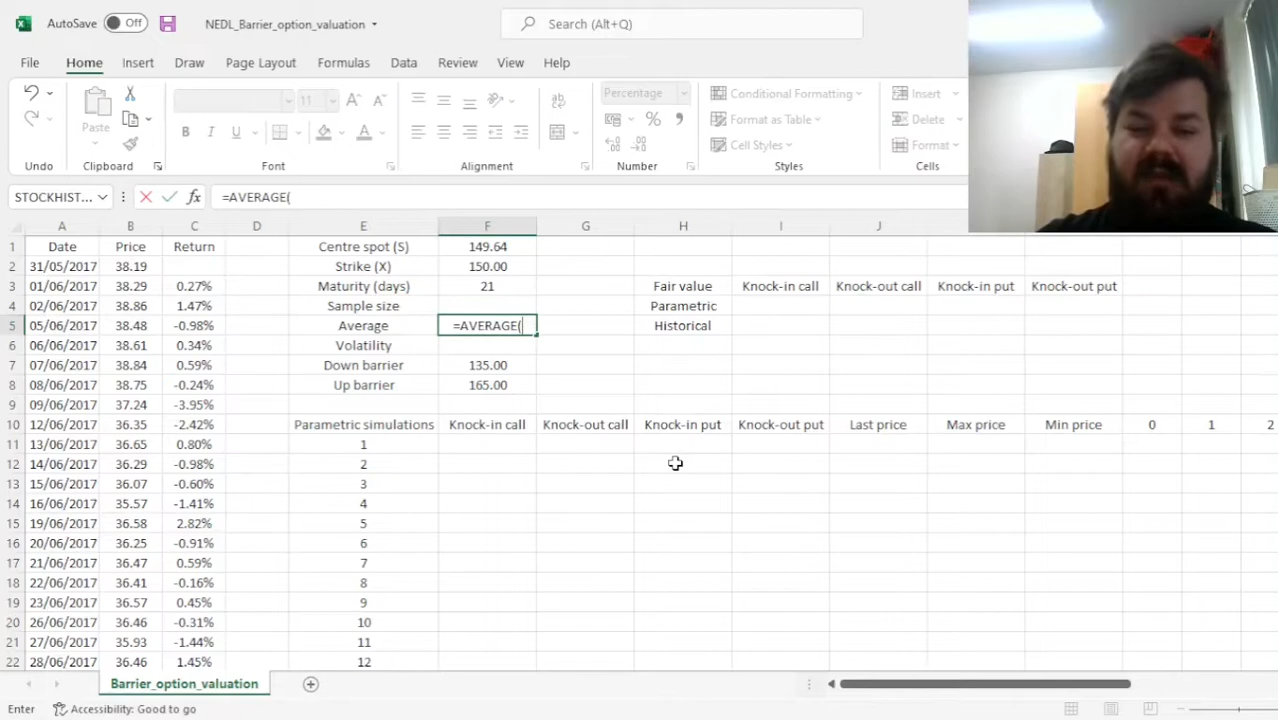 AutoSave Off NEDL_Barrier_option_valuation Search (Alt+Q)
File Home Insert Draw Page Layout Formulas Data Review View Help
Paste 11 B I U Percentage % Conditional Formatting Format as Table Cell Styles Insert Delete Format
Undo Clipboard Font Alignment Number Styles Cells
STOCKHIST... fx =AVERAGE(
A B C D E F G H I J K L M N O
1 Date Price Return Centre spot (S) 149.64
2 31/05/2017 38.19 Strike (X) 150.00
3 01/06/2017 38.29 0.27% Maturity (days) 21 Fair value Knock-in call Knock-out call Knock-in put Knock-out put
4 02/06/2017 38.86 1.47% Sample size Parametric
5 05/06/2017 38.48 -0.98% Average =AVERAGE( Historical
6 06/06/2017 38.61 0.34% Volatility
7 07/06/2017 38.84 0.59% Down barrier 135.00
8 08/06/2017 38.75 -0.24% Up barrier 165.00
9 09/06/2017 37.24 -3.95%
10 12/06/2017 36.35 -2.42% Parametric simulations Knock-in call Knock-out call Knock-in put Knock-out put Last price Max price Min price 0 1 2
11 13/06/2017 36.65 0.80% 1
12 14/06/2017 36.29 -0.98% 2
13 15/06/2017 36.07 -0.60% 3
14 16/06/2017 35.57 -1.41% 4
15 19/06/2017 36.58 2.82% 5
16 20/06/2017 36.25 -0.91% 6
17 21/06/2017 36.47 0.59% 7
18 22/06/2017 36.41 -0.16% 8
19 23/06/2017 36.57 0.45% 9
20 26/06/2017 36.46 -0.31% 10
21 27/06/2017 35.93 -1.44% 11
22 28/06/2017 36.46 1.45% 12
Barrier_option_valuation
Enter Accessibility: Good to go